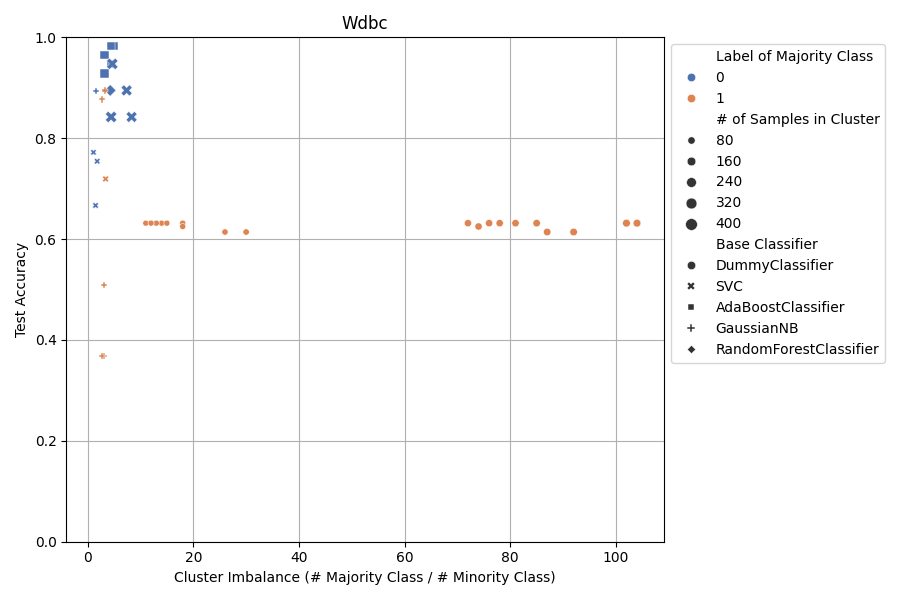 Wdbc
1.0
0.8
0.6
0.4
0.2
0.0
Test Accuracy
0
20
40
60
80
100
Cluster Imbalance (# Majority Class / # Minority Class)
Label of Majority Class
0
1
# of Samples in Cluster
80
160
240
320
400
Base Classifier
DummyClassifier
SVC
AdaBoostClassifier
GaussianNB
RandomForestClassifier